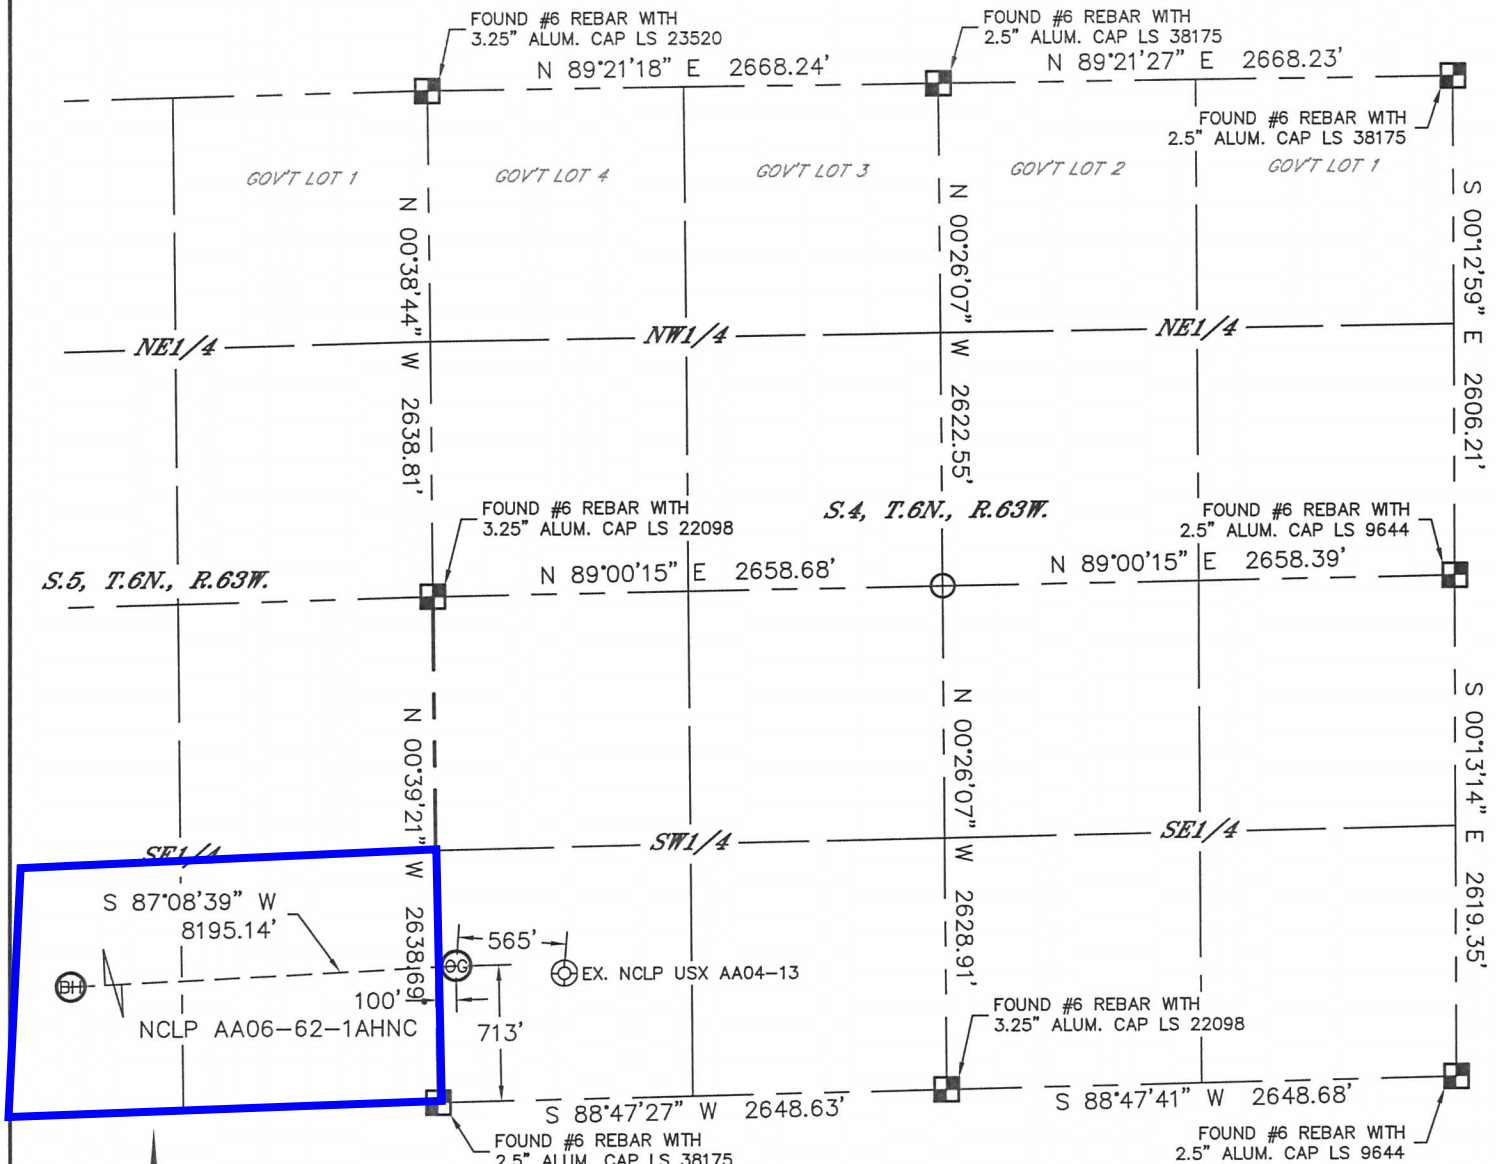 FOUND #6 REBAR WITH
3.25" ALUM. CAP LS 23520
FOUND #6 REBAR WITH
2.5" ALUM. CAP LS 38175
N 89°21'18" E 2668.24'
N 89°21'27" E 2668.23'
FOUND #6 REBAR WITH
2.5" ALUM. CAP LS 38175
GOV'T LOT 1
GOV'T LOT 4
GOV'T LOT 3
GOV'T LOT 2
GOV'T LOT 1
N 00°38'44" W 2638.81'
N 00°26'07" W 2622.55'
S 00°12'59" E 2606.21'
NE1/4
NW1/4
NE1/4
FOUND #6 REBAR WITH
3.25" ALUM. CAP LS 22098
S.4, T.6N., R.63W.
FOUND #6 REBAR WITH
2.5" ALUM. CAP LS 9644
S.5, T.6N., R.63W.
N 89°00'15" E 2658.68'
N 89°00'15" E 2658.39'
N 00°39'21" W 2638.69'
N 00°26'07" W 2628.91'
S 00°13'14" E 2619.35'
SE1/4
SW1/4
SE1/4
S 87°08'39" W
8195.14'
565'
BH
OG
EX. NCLP USX AA04-13
100'
NCLP AA06-62-1AHNC
713'
FOUND #6 REBAR WITH
3.25" ALUM. CAP LS 22098
S 88°47'27" W 2648.63'
S 88°47'41" W 2648.68'
FOUND #6 REBAR WITH
2.5" ALUM. CAP LS 38175
FOUND #6 REBAR WITH
2.5" ALUM. CAP LS 9644